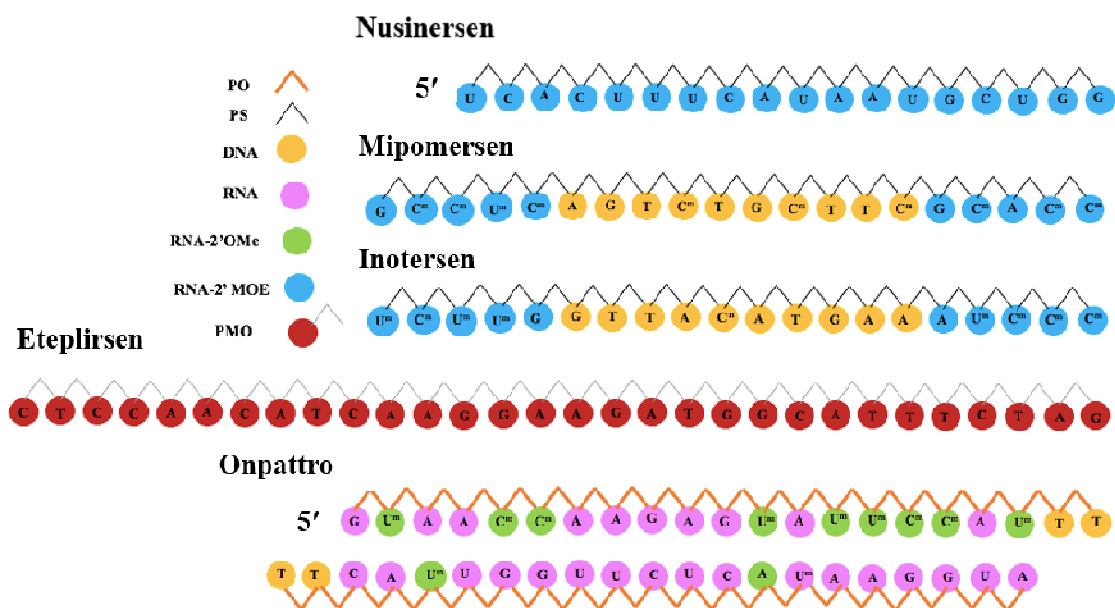 Nusinersen
5′ U C A C U U U C A U A A U G C U G G
PO
PS
DNA
RNA
RNA-2'OMe
RNA-2' MOE
PMO
Mipomersen
G Cᵐ Cᵐ Uᵐ Cᵐ A G T Cᵐ T G Cᵐ T T Cᵐ G Cᵐ A Cᵐ Cᵐ
Inotersen
Uᵐ Cᵐ Uᵐ Uᵐ G G T T A Cᵐ A T G A A A Uᵐ Cᵐ Cᵐ Cᵐ
Eteplirsen
C T C C A A C A T C A A G G A A G A T G G C A T T T C T A G
Onpattro
5′ G Uᵐ A A Cᵐ Cᵐ A A G A G Uᵐ A Uᵐ Uᵐ Cᵐ Cᵐ A Uᵐ T T
T T C A Uᵐ U G G U U C U C A Uᵐ A A G G U A